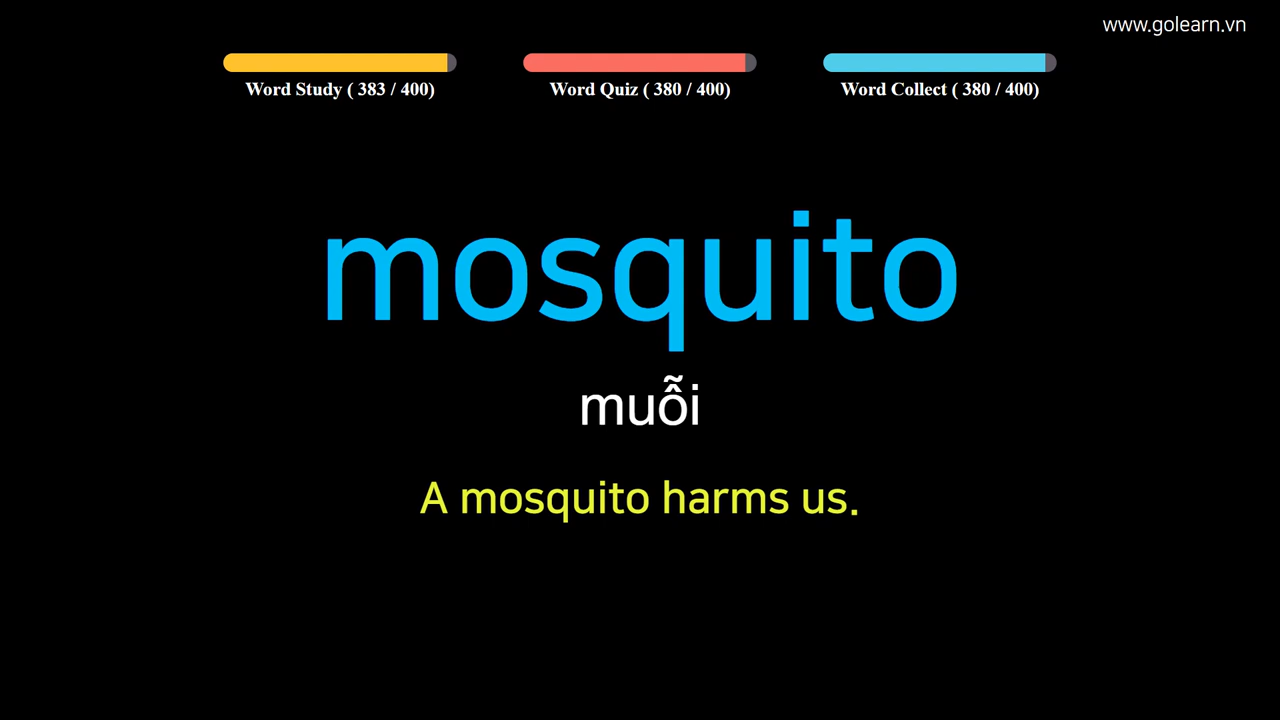 www.golearn.vn
Word Study ( 383 / 400)
Word Quiz ( 380 / 400)
Word Collect ( 380 / 400)
mosquito
muỗi
A mosquito harms us.